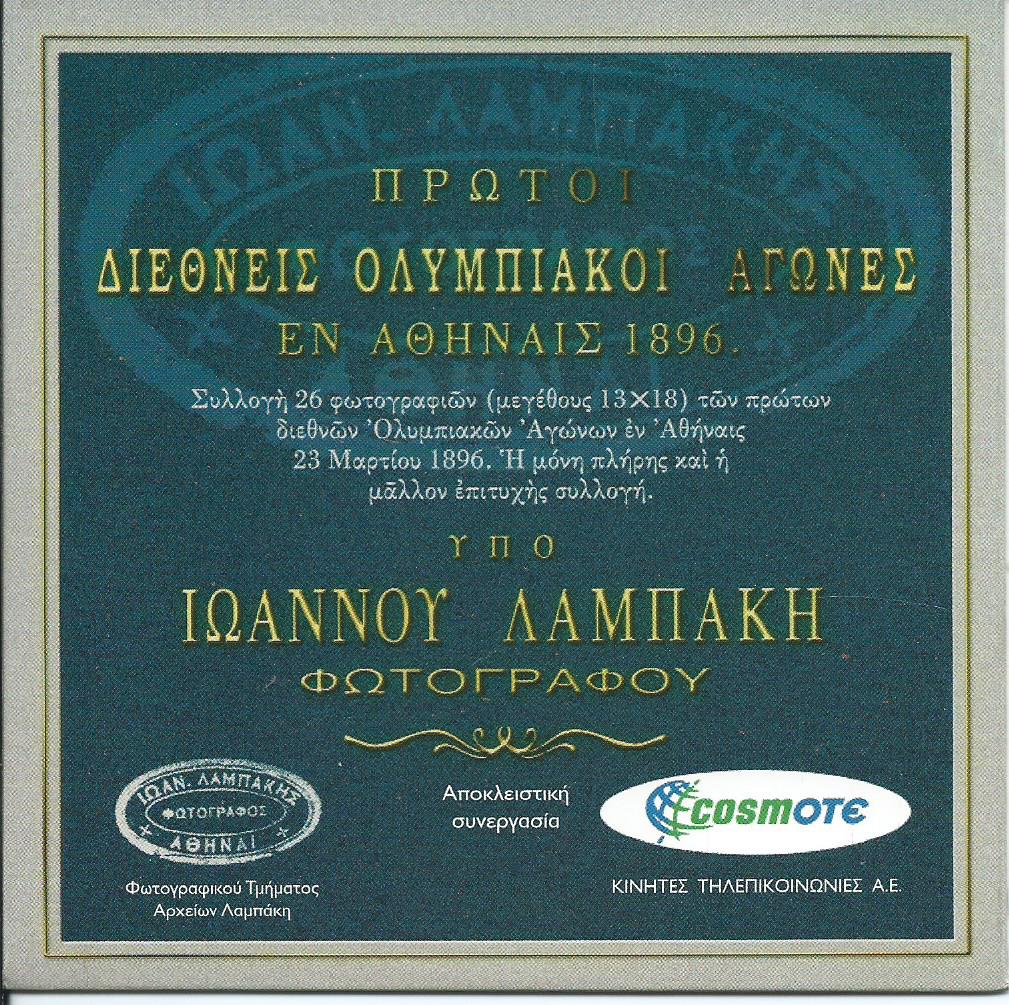 ΙΩΑΝ. ΛΑΜΠΑΚΗΣ
ΠΡΩΤΟΙ
ΔΙΕΘΝΕΙΣ ΟΛΥΜΠΙΑΚΟΙ ΑΓΩΝΕΣ
ΕΝ ΑΘΗΝΑΙΣ 1896.
ΑΘΗΝΑΙ
Συλλογὴ 26 φωτογραφιῶν (μεγέθους 13×18) τῶν πρώτων
διεθνῶν Ὀλυμπιακῶν Ἀγώνων ἐν Ἀθήναις
23 Μαρτίου 1896. Ἡ μόνη πλήρης καὶ ἡ
μᾶλλον ἐπιτυχὴς συλλογή.
ΥΠΟ
ΙΩΑΝΝΟΥ ΛΑΜΠΑΚΗ
ΦΩΤΟΓΡΑΦΟΥ
ΙΩΑΝ. ΛΑΜΠΑΚΗΣ
ΦΩΤΟΓΡΑΦΟΣ
ΑΘΗΝΑΙ
Φωτογραφικού Τμήματος
Αρχείων Λαμπάκη
Αποκλειστική
συνεργασία
COSMOTE
ΚΙΝΗΤΕΣ ΤΗΛΕΠΙΚΟΙΝΩΝΙΕΣ Α.Ε.